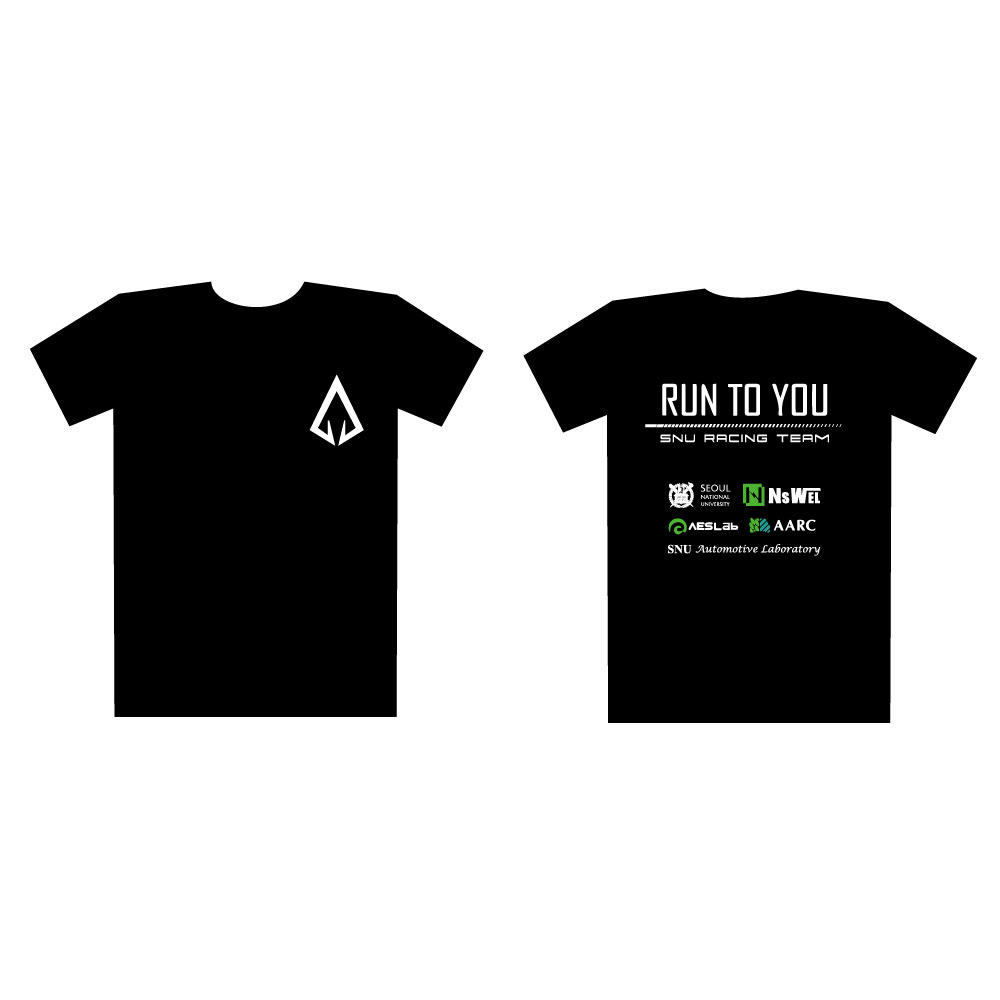 RUN TO YOU
SNU RACING TEAM
SEOUL
NATIONAL
UNIVERSITY
NSWEL
AESLab
AARC
SNU Automotive Laboratory